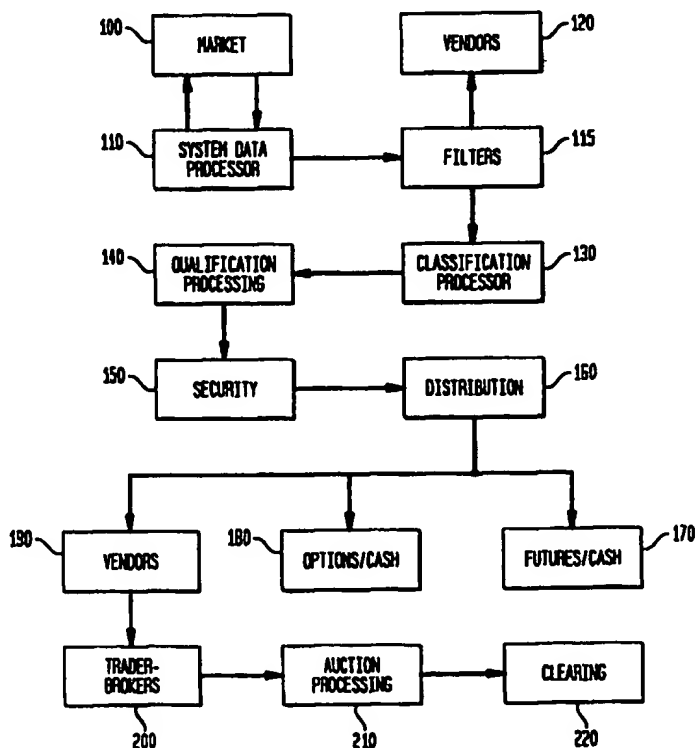 100
MARKET
VENDORS
120
110
SYSTEM DATA
PROCESSOR
FILTERS
115
140
QUALIFICATION
PROCESSING
CLASSIFICATION
PROCESSOR
130
150
SECURITY
DISTRIBUTION
160
190
VENDORS
180
OPTIONS/CASH
FUTURES/CASH
170
TRADER-
BROKERS
AUCTION
PROCESSING
CLEARING
200
210
220